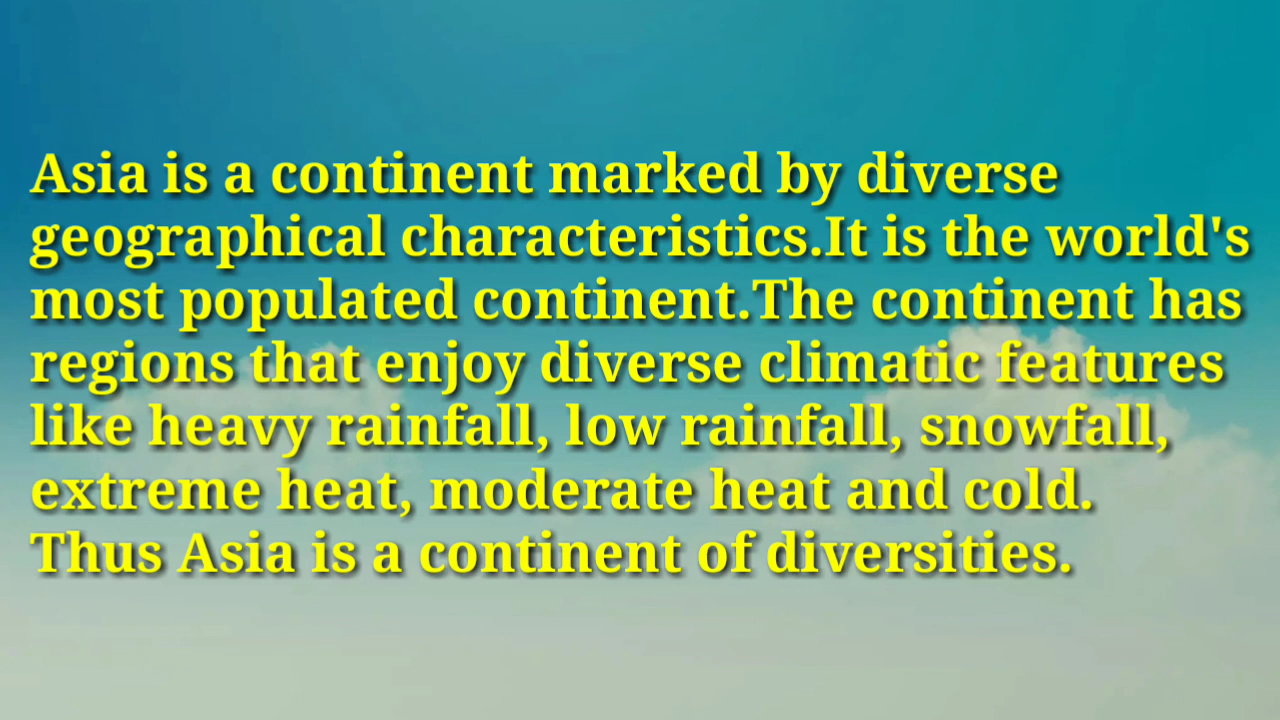 Asia is a continent marked by diverse
geographical characteristics.It is the world's
most populated continent.The continent has
regions that enjoy diverse climatic features
like heavy rainfall, low rainfall, snowfall,
extreme heat, moderate heat and cold.
Thus Asia is a continent of diversities.